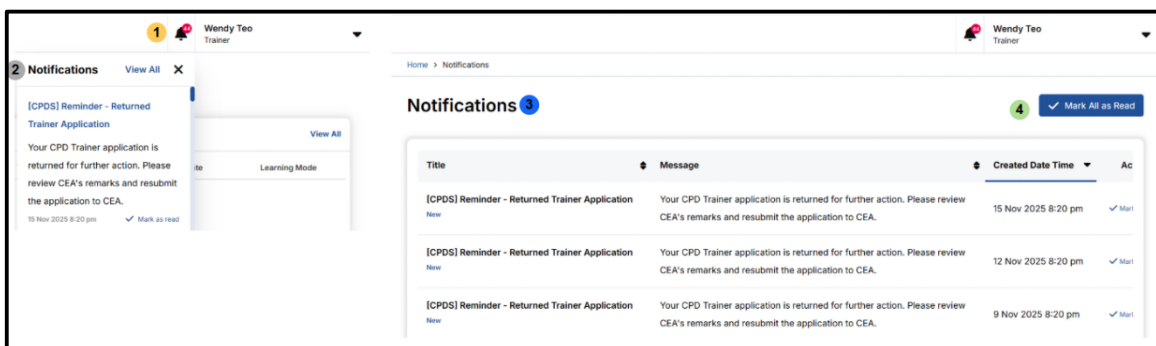 1
44
Wendy Teo
Trainer
2 Notifications View All X
[CPDS] Reminder - Returned
Trainer Application
Your CPD Trainer application is
returned for further action. Please
review CEA's remarks and resubmit
the application to CEA.
15 Nov 2025 8:20 pm Mark as read
View All
Learning Mode
44
Wendy Teo
Trainer
Home > Notifications
Notifications 3
4 Mark All as Read
Title Message Created Date Time Ac
[CPDS] Reminder - Returned Trainer Application
New
Your CPD Trainer application is returned for further action. Please review
CEA's remarks and resubmit the application to CEA.
15 Nov 2025 8:20 pm
[CPDS] Reminder - Returned Trainer Application
New
Your CPD Trainer application is returned for further action. Please review
CEA's remarks and resubmit the application to CEA.
12 Nov 2025 8:20 pm
[CPDS] Reminder - Returned Trainer Application
New
Your CPD Trainer application is returned for further action. Please review
CEA's remarks and resubmit the application to CEA.
9 Nov 2025 8:20 pm